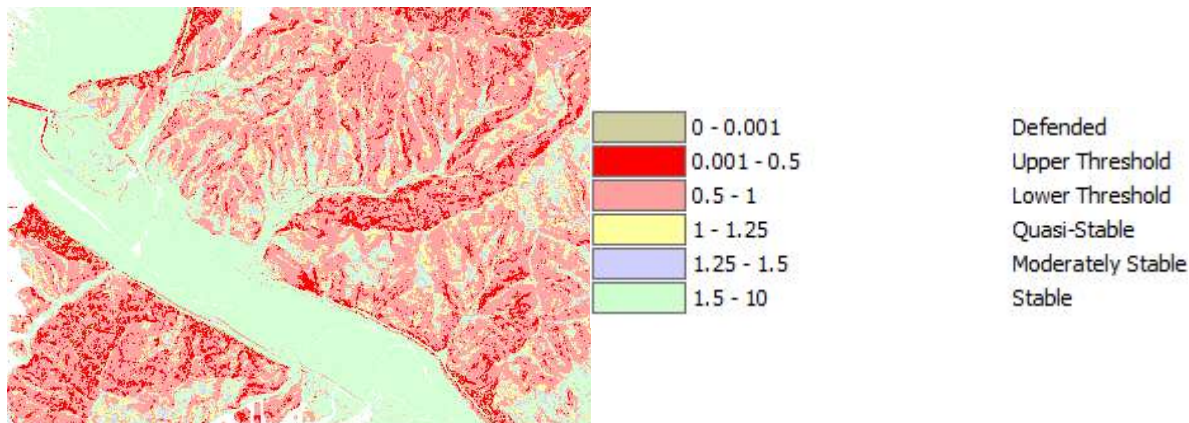 0 - 0.001 Defended
0.001 - 0.5 Upper Threshold
0.5 - 1 Lower Threshold
1 - 1.25 Quasi-Stable
1.25 - 1.5 Moderately Stable
1.5 - 10 Stable